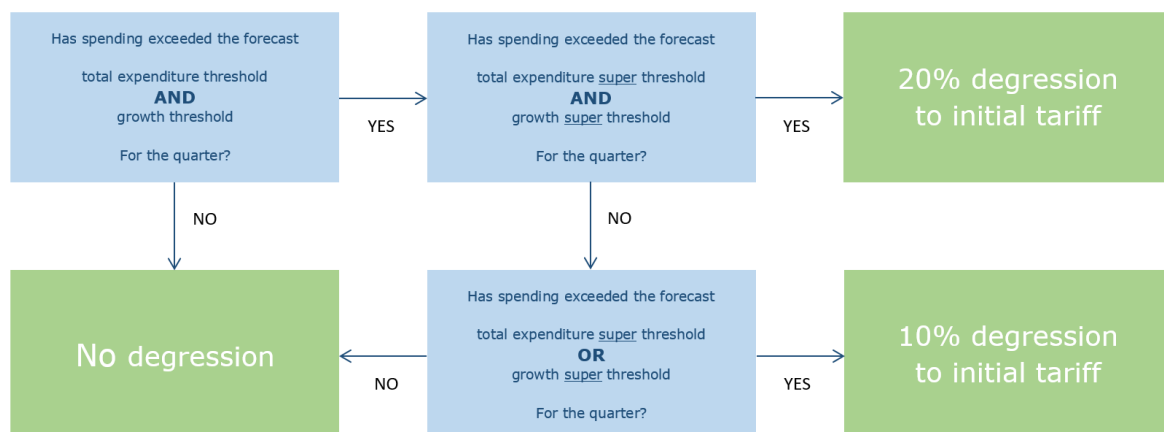 Has spending exceeded the forecast
total expenditure threshold
AND
growth threshold
For the quarter?
YES
Has spending exceeded the forecast
total expenditure super threshold
AND
growth super threshold
For the quarter?
YES
20% degression
to initial tariff
NO
NO
No degression
NO
Has spending exceeded the forecast
total expenditure super threshold
OR
growth super threshold
For the quarter?
YES
10% degression
to initial tariff